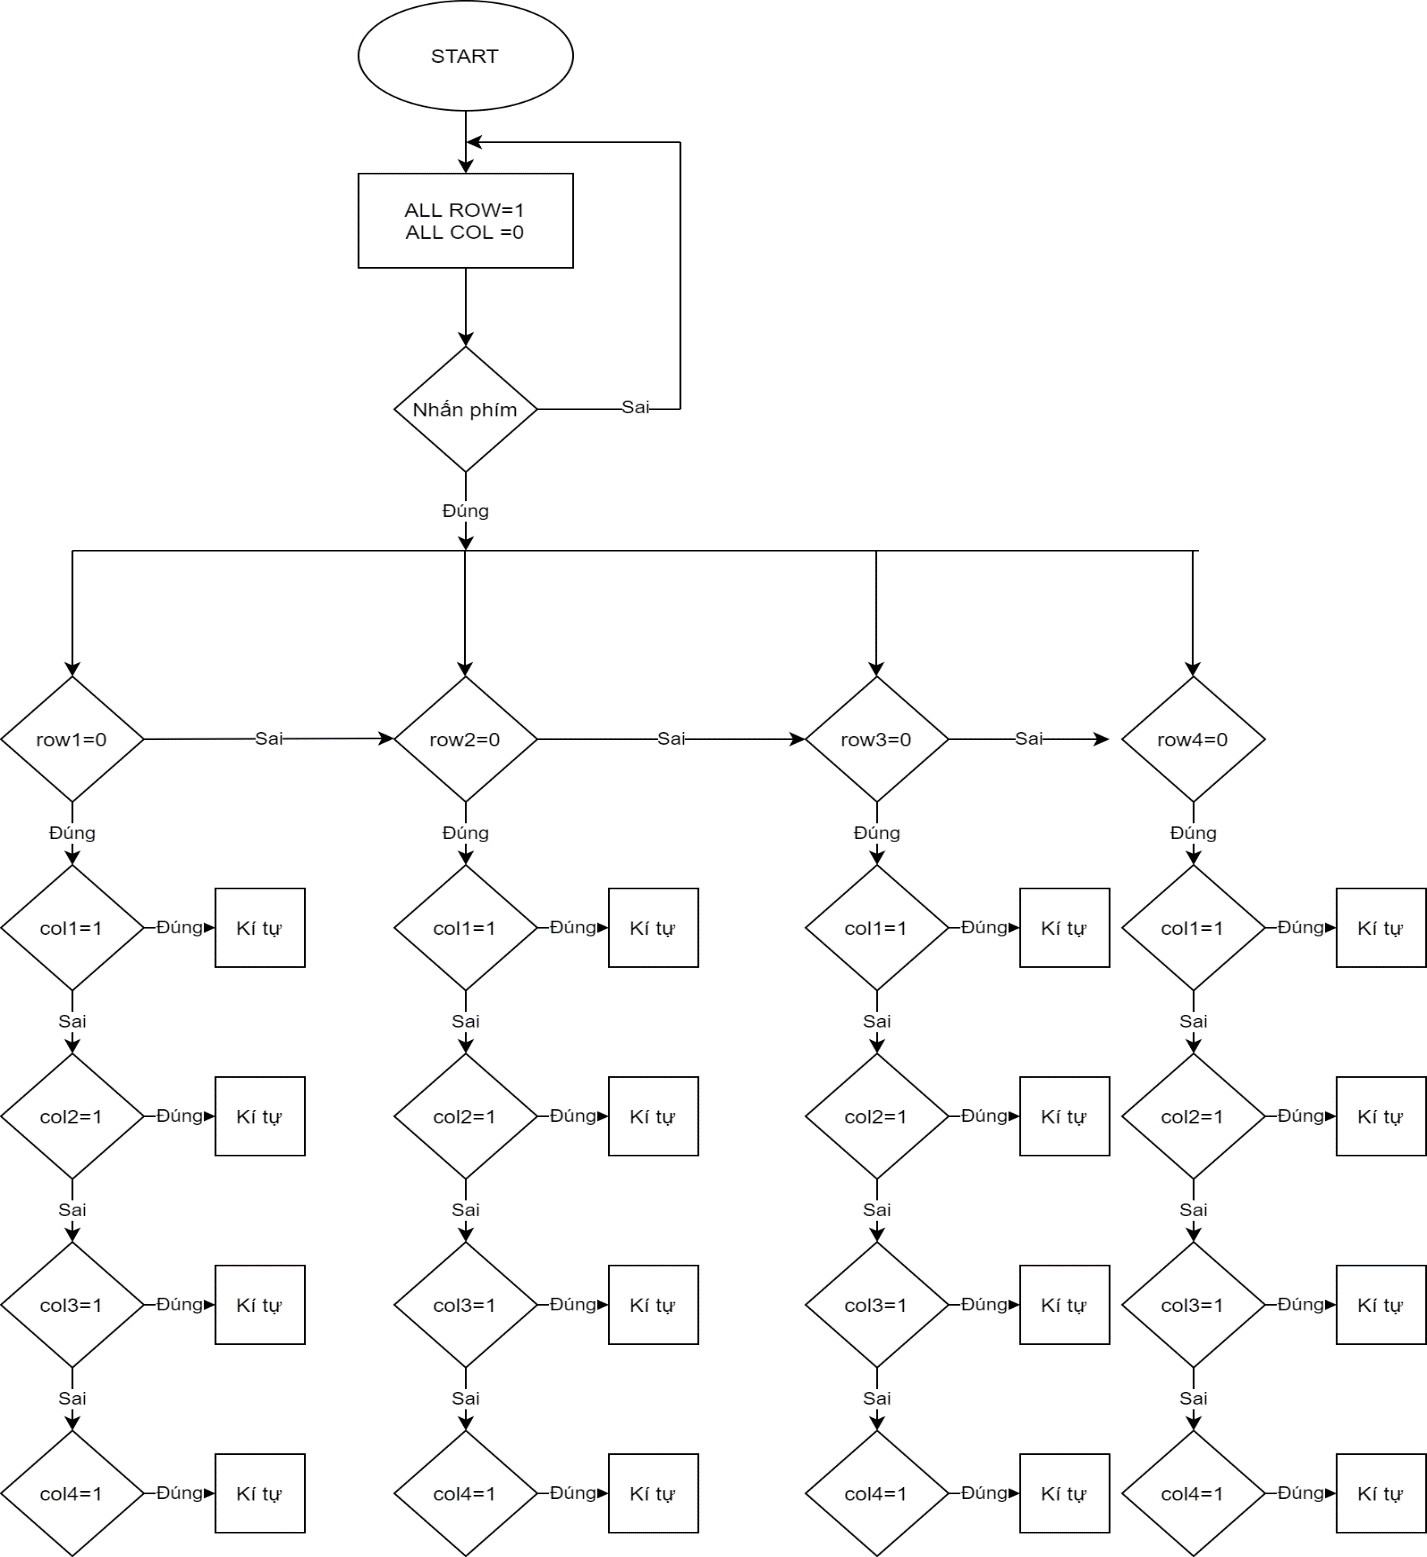 START
ALL ROW=1
ALL COL =0
Nhấn phím
Sai
Đúng
row1=0
Sai
row2=0
Sai
row3=0
Sai
row4=0
Đúng
Đúng
Đúng
Đúng
col1=1
Đúng
Kí tự
col1=1
Đúng
Kí tự
col1=1
Đúng
Kí tự
col1=1
Đúng
Kí tự
Sai
Sai
Sai
Sai
col2=1
Đúng
Kí tự
col2=1
Đúng
Kí tự
col2=1
Đúng
Kí tự
col2=1
Đúng
Kí tự
Sai
Sai
Sai
Sai
col3=1
Đúng
Kí tự
col3=1
Đúng
Kí tự
col3=1
Đúng
Kí tự
col3=1
Đúng
Kí tự
Sai
Sai
Sai
Sai
col4=1
Đúng
Kí tự
col4=1
Đúng
Kí tự
col4=1
Đúng
Kí tự
col4=1
Đúng
Kí tự